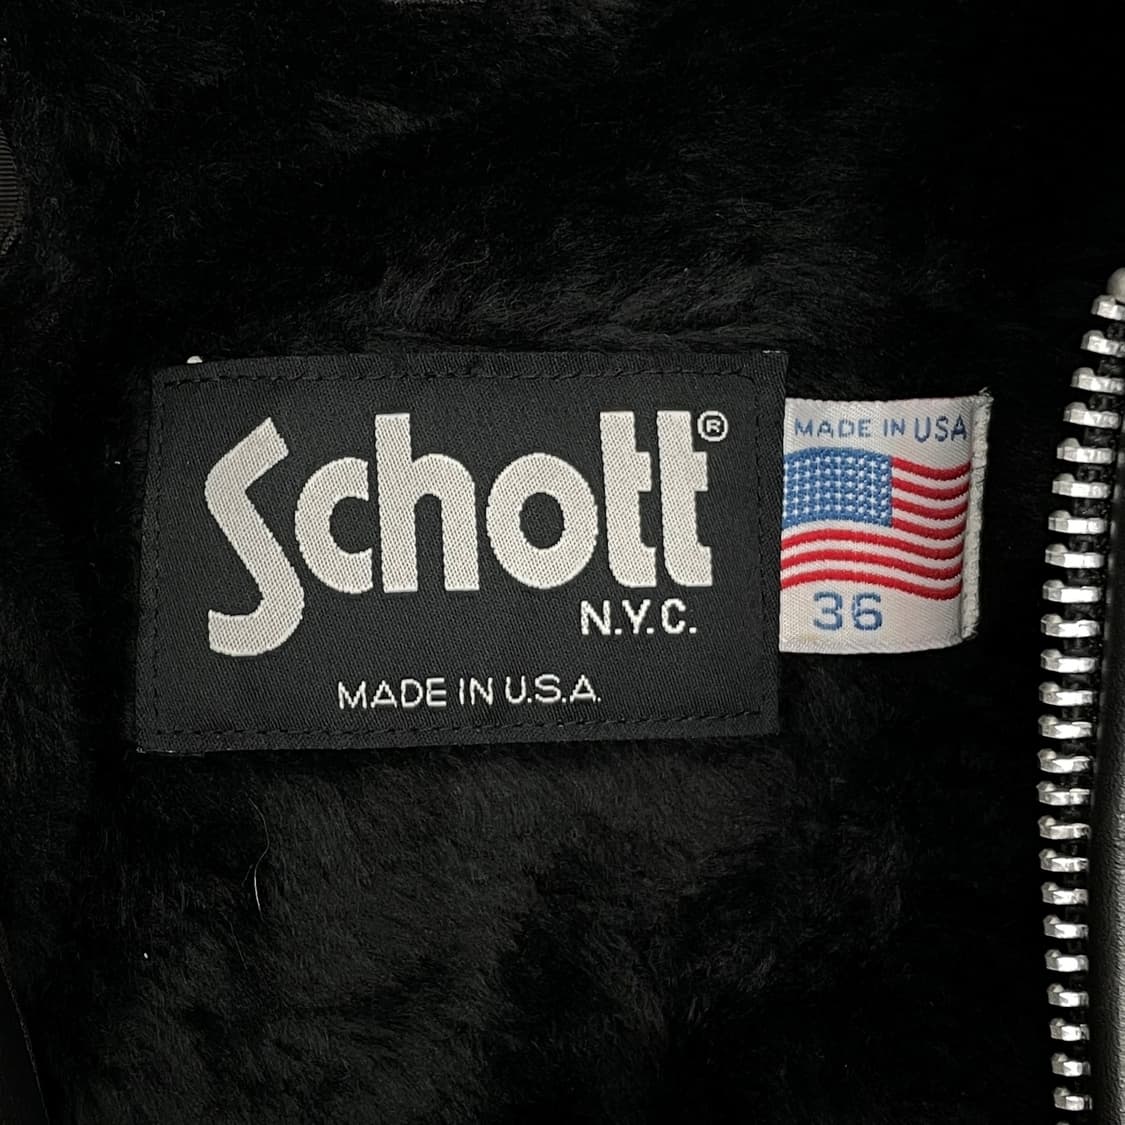 Schott®
N.Y.C.
MADE IN U.S.A.
MADE IN USA
36